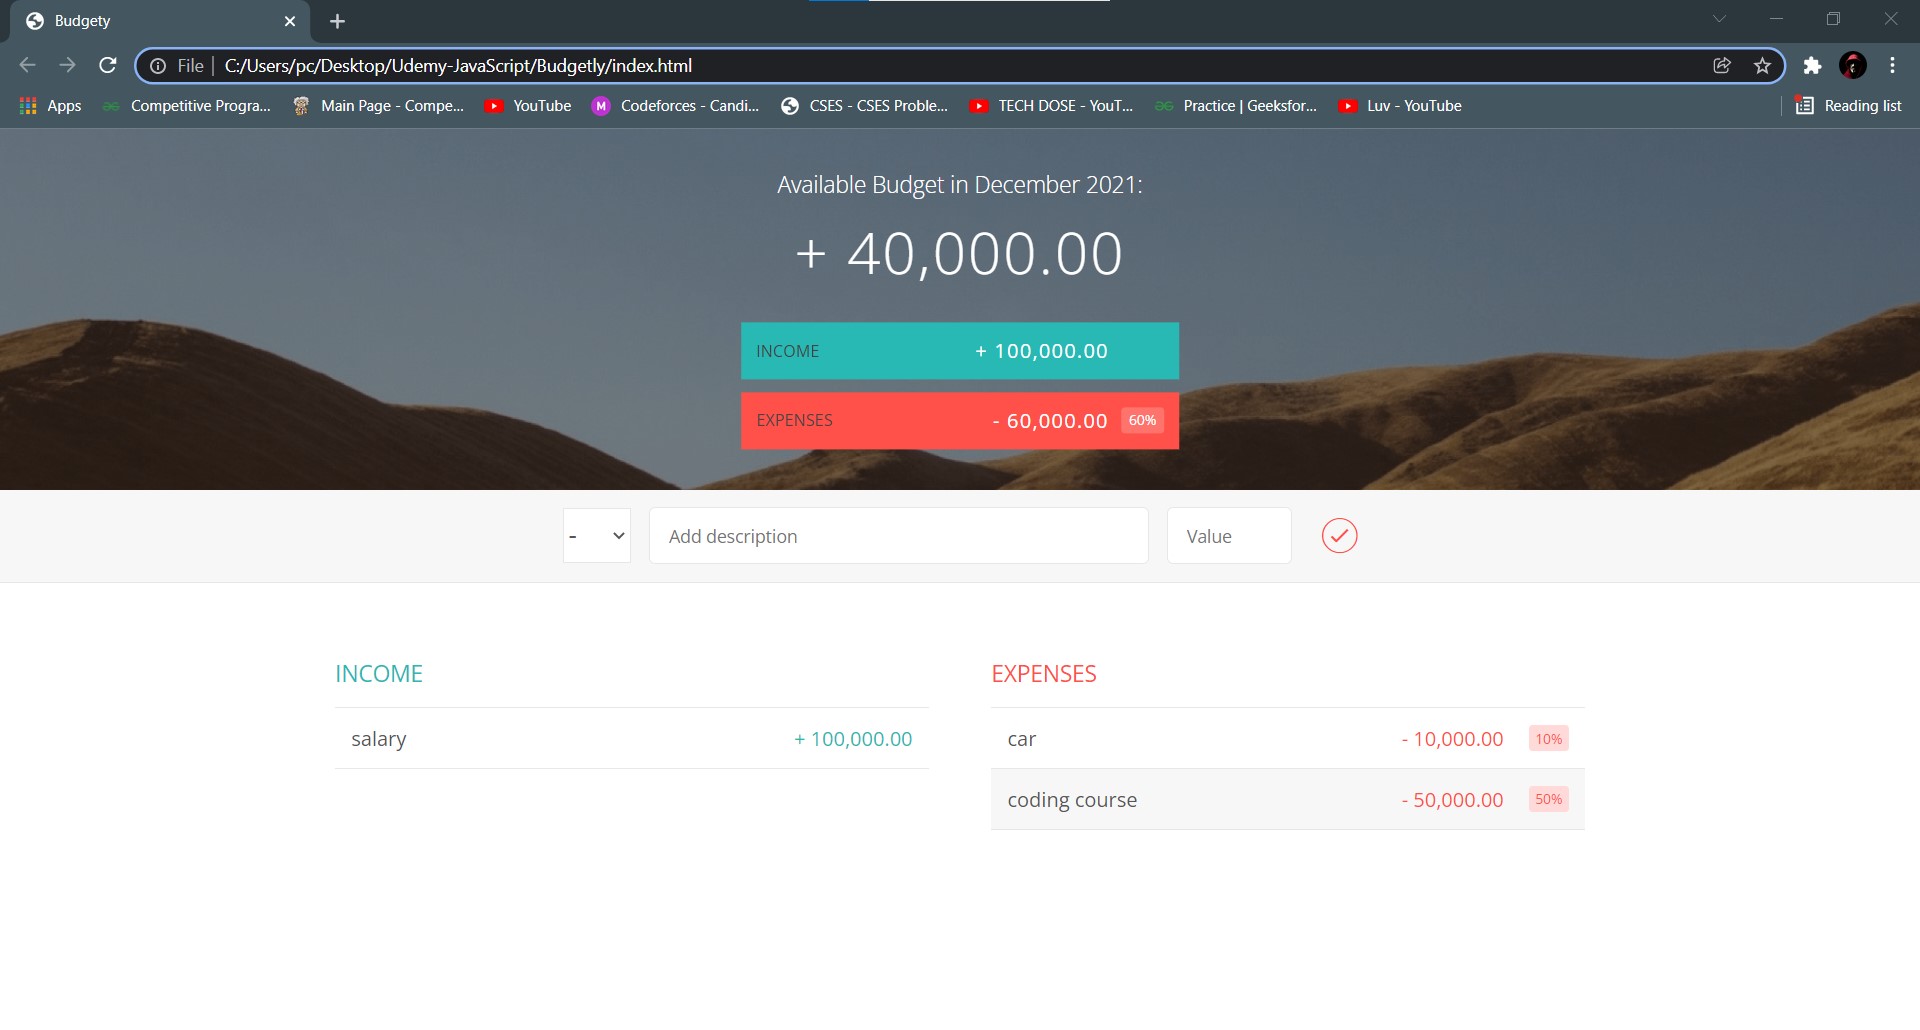 Budgety
File C:/Users/pc/Desktop/Udemy-JavaScript/Budgetly/index.html
Apps Competitive Progra... Main Page - Compe... YouTube M Codeforces - Candi... CSES - CSES Proble... TECH DOSE - YouT... Practice | Geeksfor... Luv - YouTube Reading list
Available Budget in December 2021:
+ 40,000.00
INCOME + 100,000.00
EXPENSES - 60,000.00 60%
- Add description Value
INCOME
salary + 100,000.00
EXPENSES
car - 10,000.00 10%
coding course - 50,000.00 50%